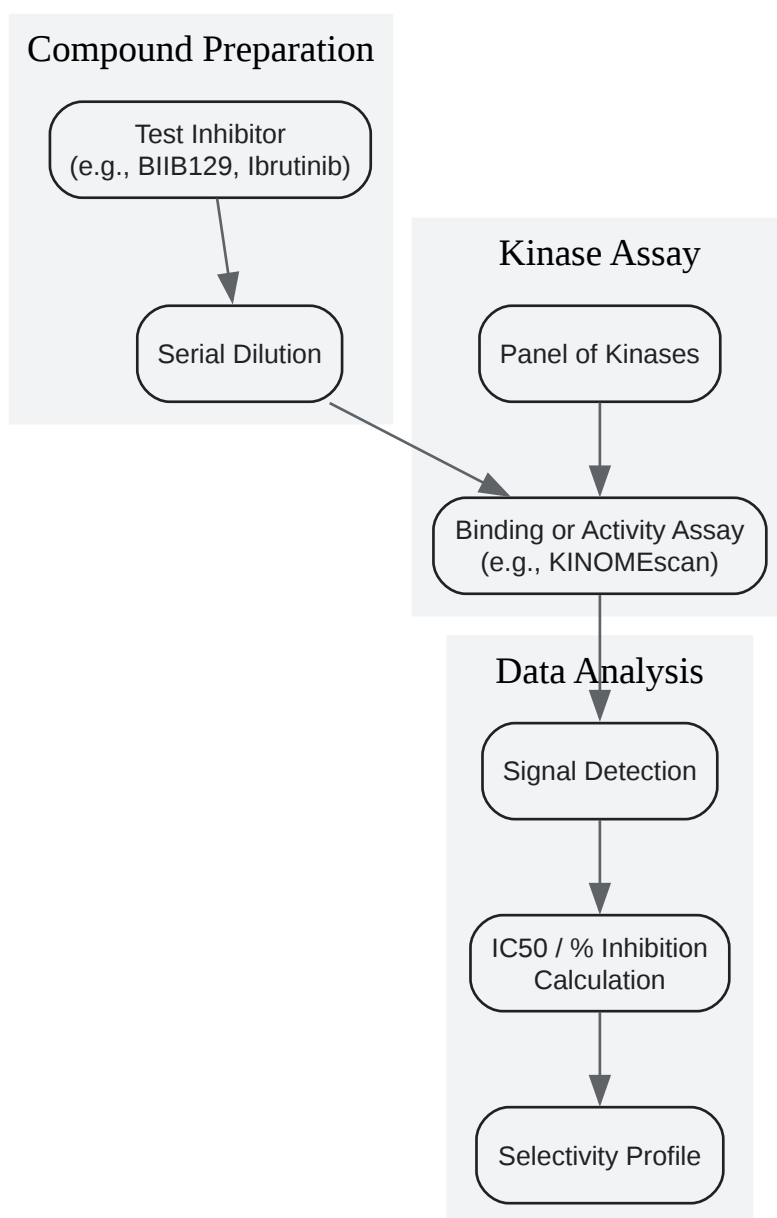 Compound Preparation
Test Inhibitor
(e.g., BIIB129, Ibrutinib)
Serial Dilution
Kinase Assay
Panel of Kinases
Binding or Activity Assay
(e.g., KINOMEscan)
Data Analysis
Signal Detection
IC50 / % Inhibition
Calculation
Selectivity Profile